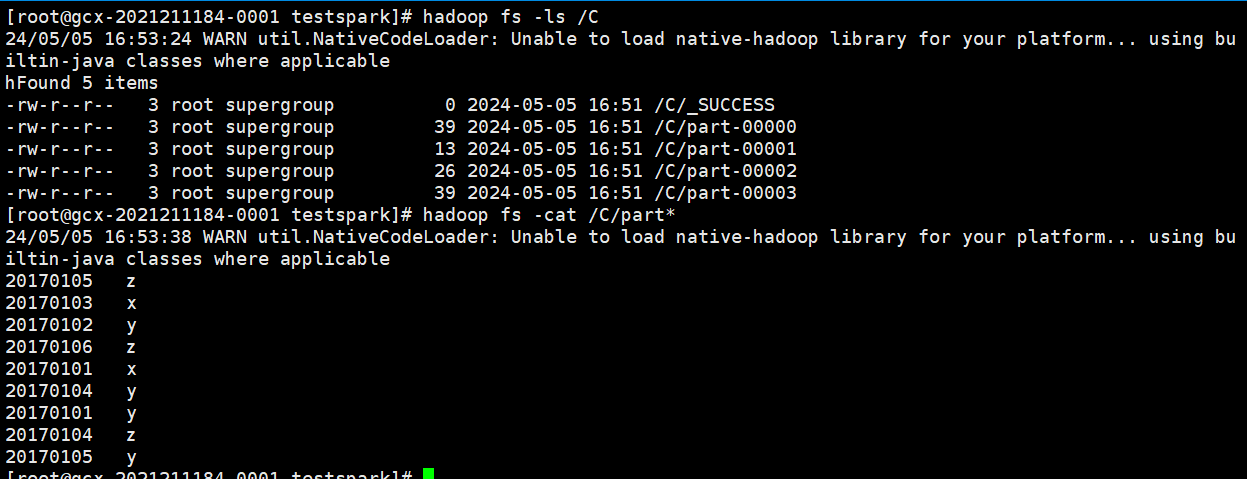 [root@gcx-2021211184-0001 testspark]# hadoop fs -ls /C
24/05/05 16:53:24 WARN util.NativeCodeLoader: Unable to load native-hadoop library for your platform... using bu
iltin-java classes where applicable
hFound 5 items
-rw-r--r--   3 root supergroup          0 2024-05-05 16:51 /C/_SUCCESS
-rw-r--r--   3 root supergroup         39 2024-05-05 16:51 /C/part-00000
-rw-r--r--   3 root supergroup         13 2024-05-05 16:51 /C/part-00001
-rw-r--r--   3 root supergroup         26 2024-05-05 16:51 /C/part-00002
-rw-r--r--   3 root supergroup         39 2024-05-05 16:51 /C/part-00003
[root@gcx-2021211184-0001 testspark]# hadoop fs -cat /C/part*
24/05/05 16:53:38 WARN util.NativeCodeLoader: Unable to load native-hadoop library for your platform... using bu
iltin-java classes where applicable
20170105   z
20170103   x
20170102   y
20170106   z
20170101   x
20170104   y
20170101   y
20170104   z
20170105   y
[root@gcx-2021211184-0001 testspark]#